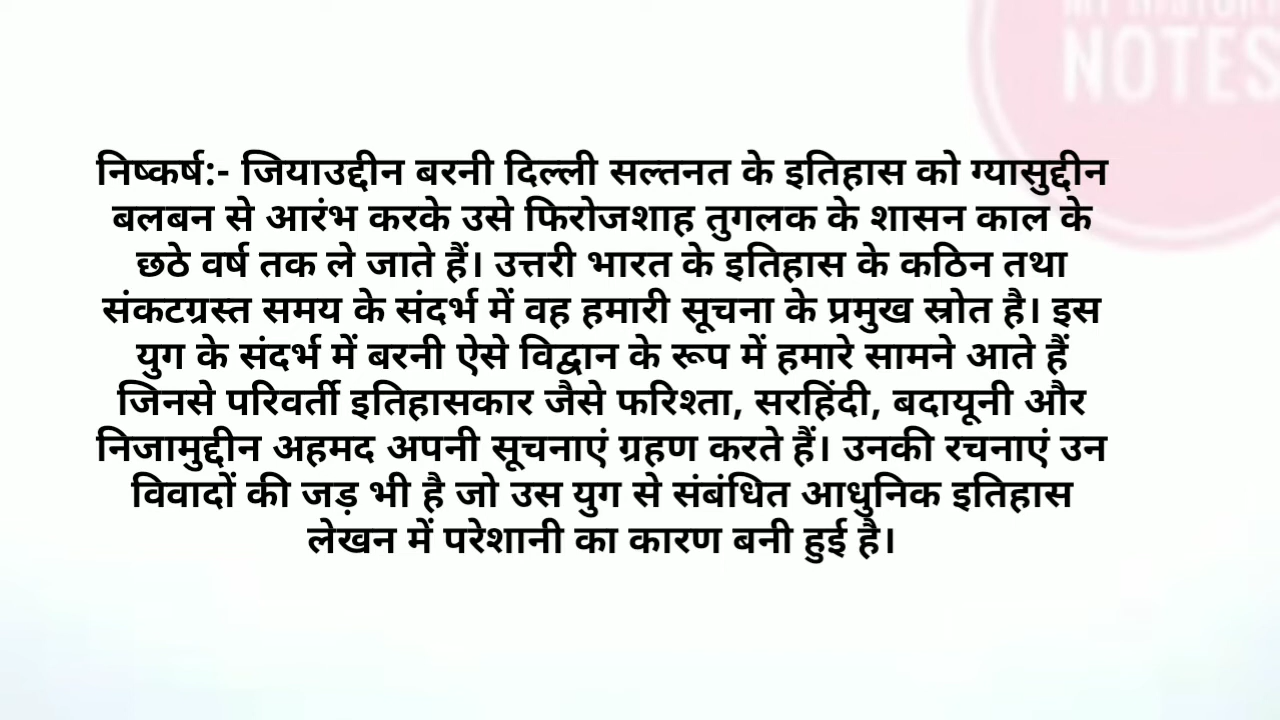 NOTES
निष्कर्ष:- जियाउद्दीन बरनी दिल्ली सल्तनत के इतिहास को ग्यासुद्दीन
बलबन से आरंभ करके उसे फिरोजशाह तुगलक के शासन काल के
छठे वर्ष तक ले जाते हैं। उत्तरी भारत के इतिहास के कठिन तथा
संकटग्रस्त समय के संदर्भ में वह हमारी सूचना के प्रमुख स्रोत है। इस
युग के संदर्भ में बरनी ऐसे विद्वान के रूप में हमारे सामने आते हैं
जिनसे परिवर्ती इतिहासकार जैसे फरिश्ता, सरहिंदी, बदायूनी और
निजामुद्दीन अहमद अपनी सूचनाएं ग्रहण करते हैं। उनकी रचनाएं उन
विवादों की जड़ भी है जो उस युग से संबंधित आधुनिक इतिहास
लेखन में परेशानी का कारण बनी हुई है।